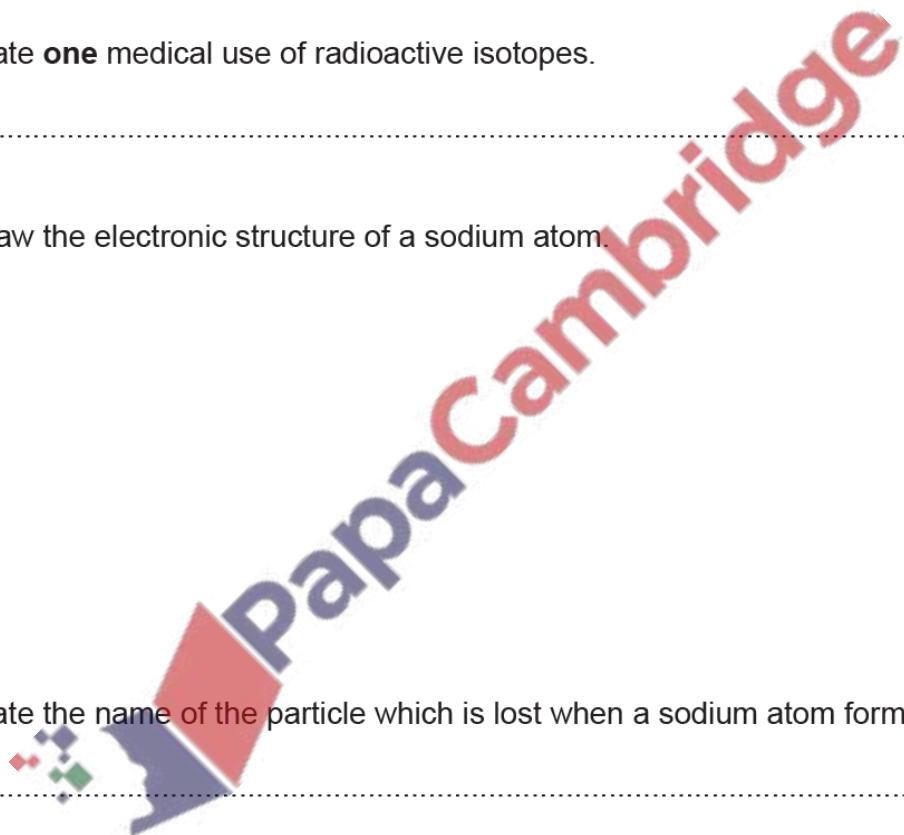 ate one medical use of radioactive isotopes.
aw the electronic structure of a sodium atom.
PapaCambridge
ate the name of the particle which is lost when a sodium atom form